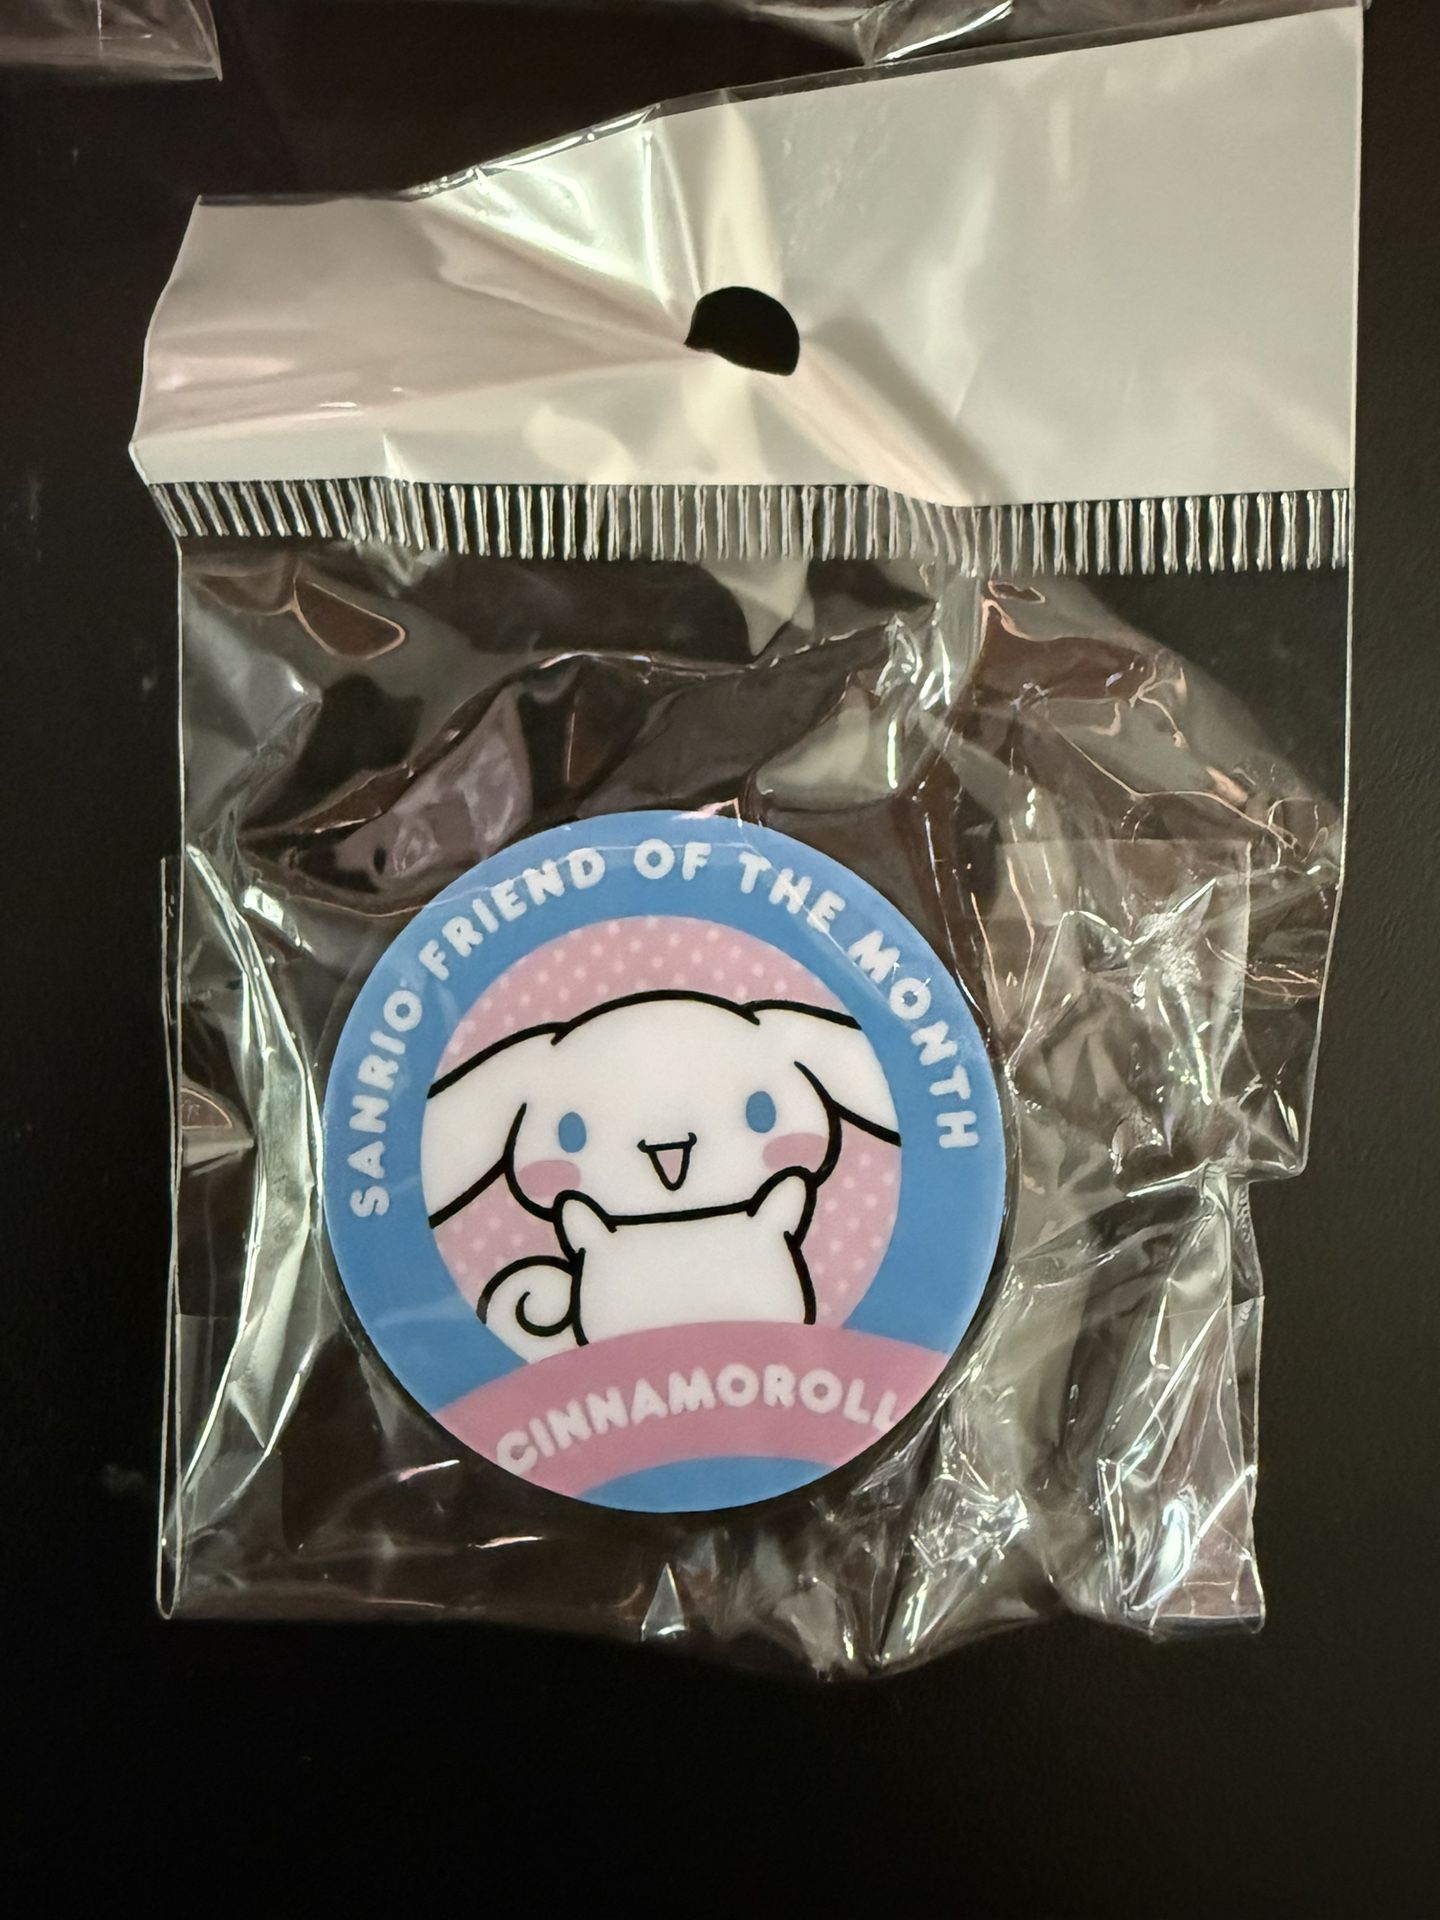 SANRIO FRIEND OF THE MONTH
CINNAMOROLL